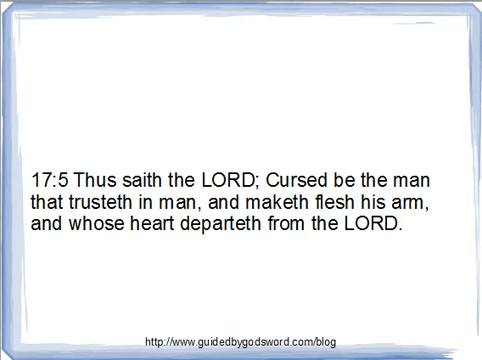 17:5 Thus saith the LORD; Cursed be the man
that trusteth in man, and maketh flesh his arm,
and whose heart departeth from the LORD.
http://www.guidedbygodsword.com/blog